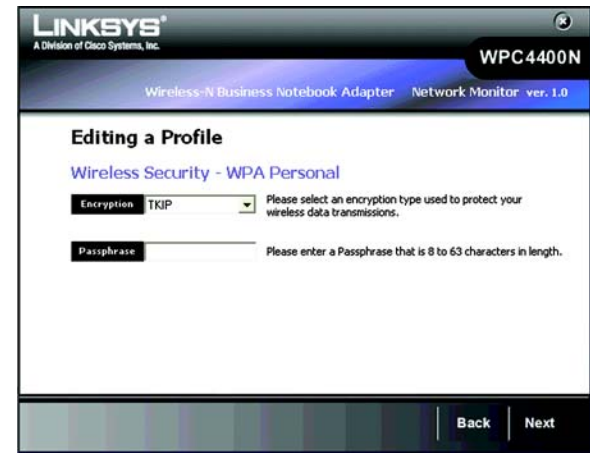 LINKSYS®
A Division of Cisco Systems, Inc.
WPC4400N
Wireless-N Business Notebook Adapter Network Monitor ver. 1.0
Editing a Profile
Wireless Security - WPA Personal
Encryption TKIP Please select an encryption type used to protect your
wireless data transmissions.
Passphrase Please enter a Passphrase that is 8 to 63 characters in length.
Back Next